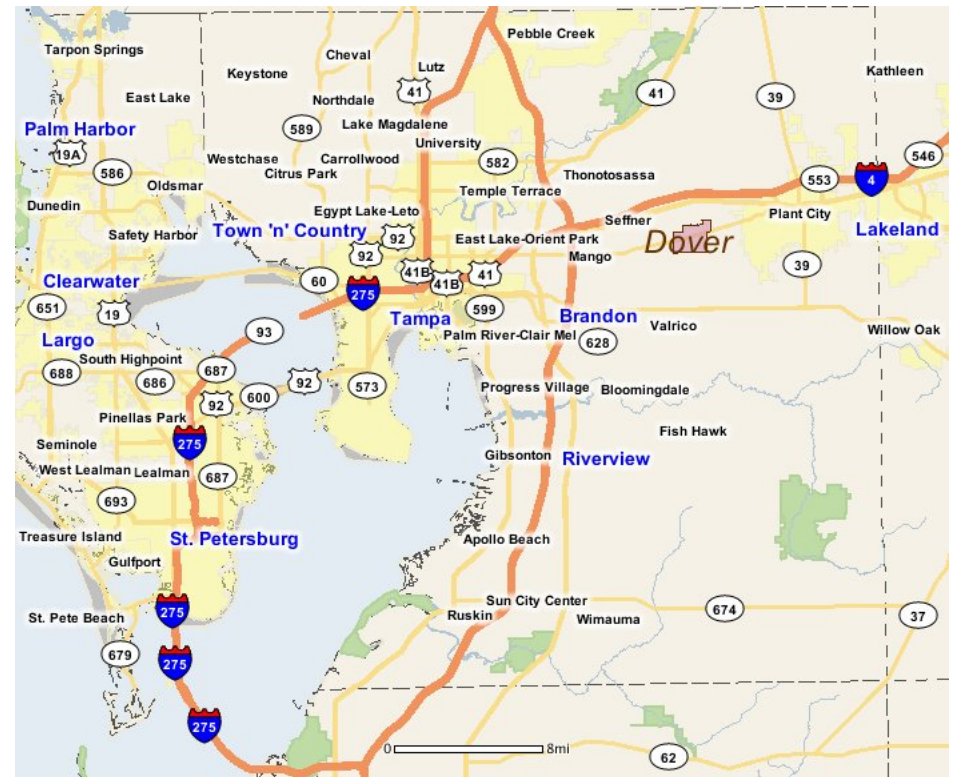 Pebble Creek
Tarpon Springs
Cheval
Lutz
Keystone
Kathleen
41
41
39
East Lake
Northdale
Palm Harbor
589
Lake Magdalene
University
19A
582
546
Westchase
Carrollwood
586
Citrus Park
Thonotosassa
553
4
Oldsmar
Temple Terrace
Dunedin
Egypt Lake-Leto
Seffner
Plant City
Safety Harbor
Town 'n' Country
92
East Lake-Orient Park
Dover
Lakeland
92
Mango
Clearwater
60
41B
41
39
41B
275
651
19
599
Tampa
Brandon
Valrico
Largo
93
Palm River-Clair Mel
628
Willow Oak
South Highpoint
688
686
687
92
573
Progress Village
Bloomingdale
600
92
Pinellas Park
Fish Hawk
Seminole
275
Gibsonton
Riverview
West Lealman
Lealman
687
693
Treasure Island
St. Petersburg
Apollo Beach
Gulfport
Sun City Center
674
St. Pete Beach
275
Ruskin
Wimauma
37
679
275
275
0
8mi
62